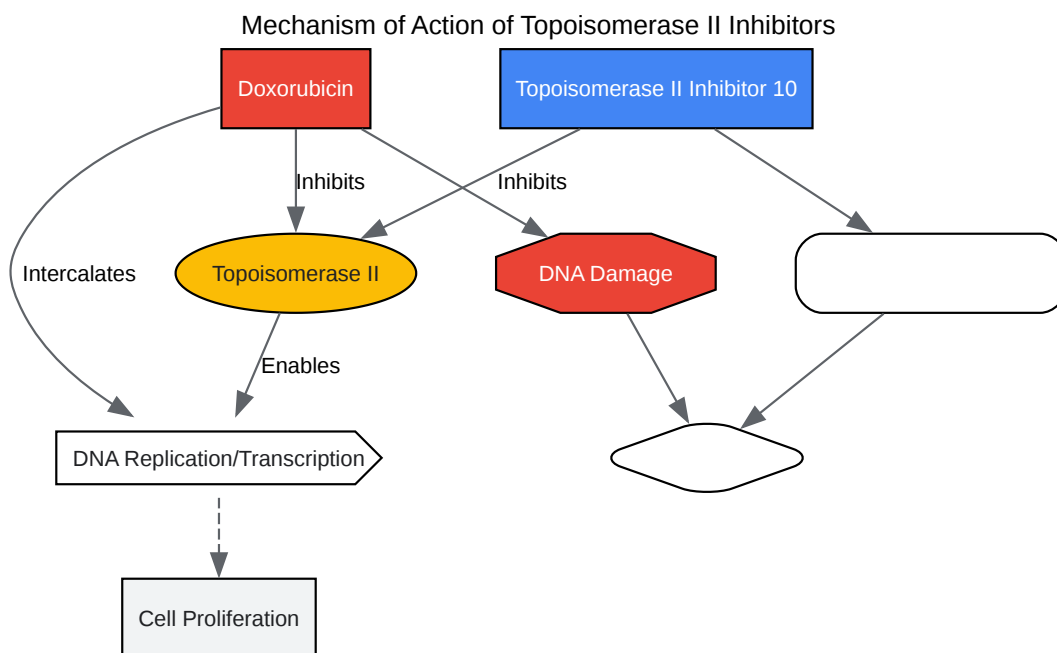 Mechanism of Action of Topoisomerase II Inhibitors
Doxorubicin
Topoisomerase II Inhibitor 10
Inhibits
Inhibits
Intercalates
Topoisomerase II
DNA Damage
Enables
DNA Replication/Transcription
Cell Proliferation